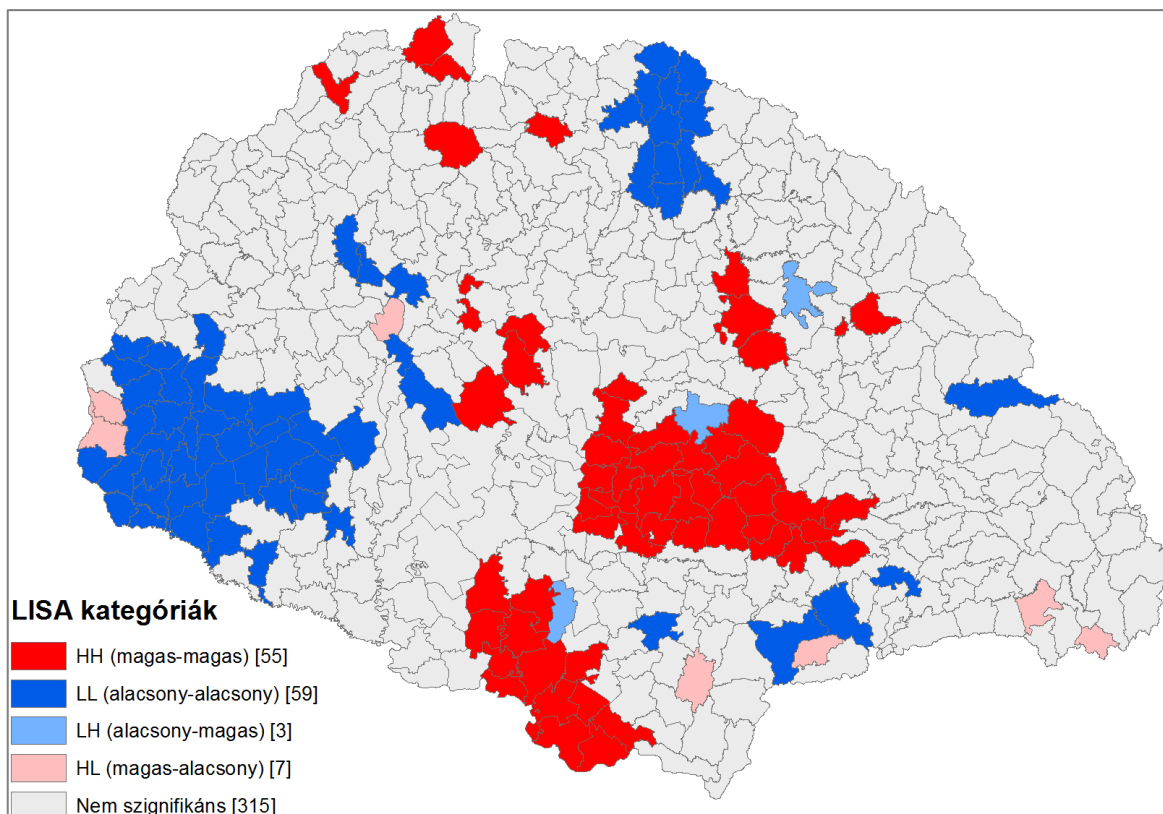 LISA kategóriák
HH (magas-magas) [55]
LL (alacsony-alacsony) [59]
LH (alacsony-magas) [3]
HL (magas-alacsony) [7]
Nem szignifikáns [315]